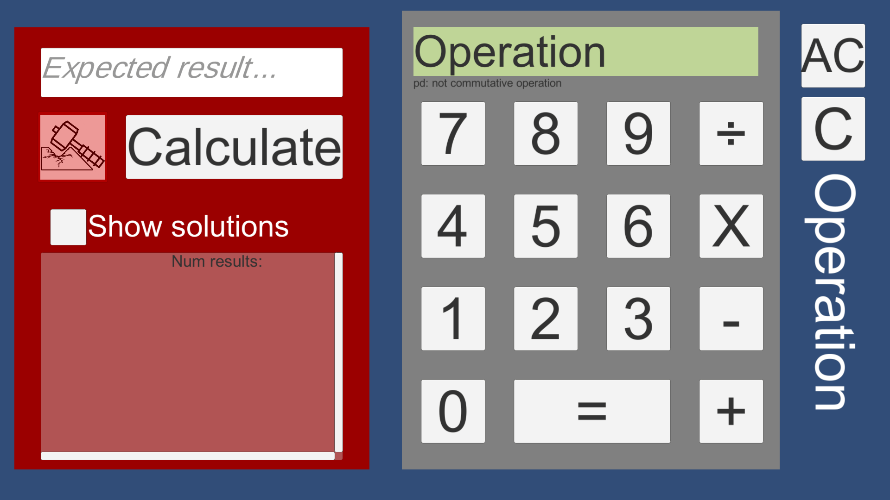 Expected result...
Calculate
Show solutions
Num results:
Operation
pd: not commutative operation
7 8 9 ÷
4 5 6 X
1 2 3 -
0 = +
AC
C
Operation